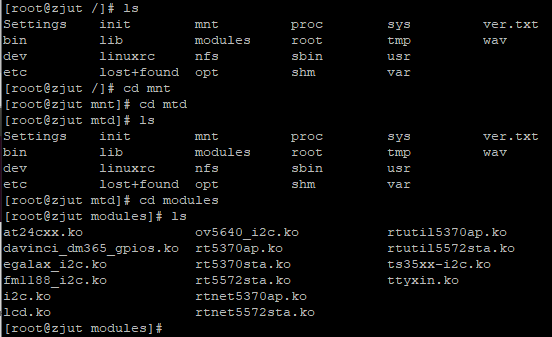 [root@zjut /]# ls
Settings init mnt proc sys ver.txt
bin lib modules root tmp wav
dev linuxrc nfs sbin usr
etc lost+found opt shm var
[root@zjut /]# cd mnt
[root@zjut mnt]# cd mtd
[root@zjut mtd]# ls
Settings init mnt proc sys ver.txt
bin lib modules root tmp wav
dev linuxrc nfs sbin usr
etc lost+found opt shm var
[root@zjut mtd]# cd modules
[root@zjut modules]# ls
at24cxx.ko ov5640_i2c.ko rtutil5370ap.ko
davinci_dm365_gpios.ko rt5370ap.ko rtutil5572sta.ko
egalax_i2c.ko rt5370sta.ko ts35xx-i2c.ko
fm1188_i2c.ko rt5572sta.ko ttyxin.ko
i2c.ko rtnet5370ap.ko
lcd.ko rtnet5572sta.ko
[root@zjut modules]#